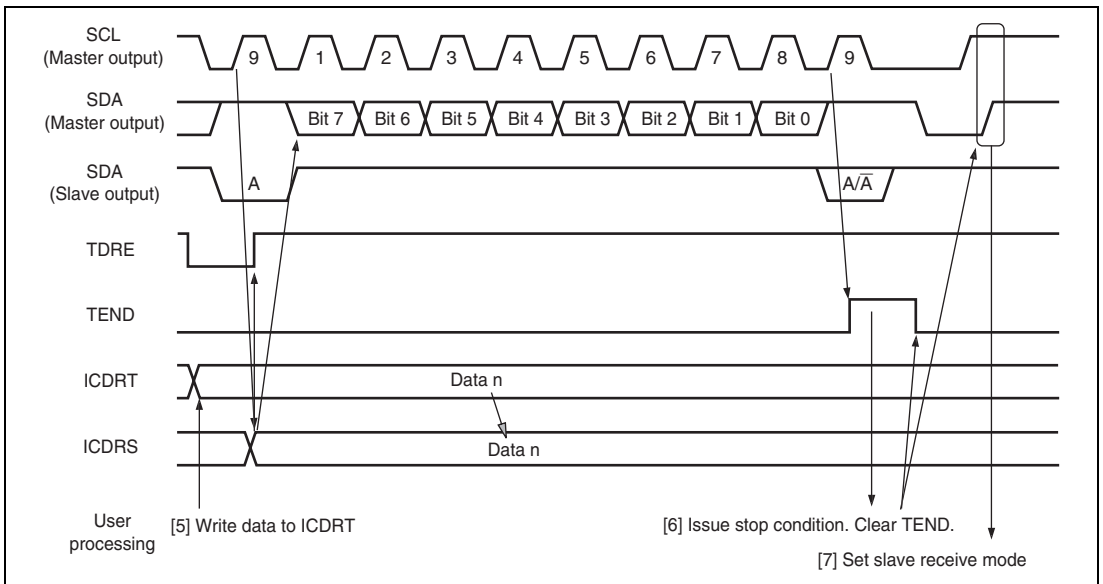 SCL
(Master output)
9 1 2 3 4 5 6 7 8 9
SDA
(Master output)
Bit 7 Bit 6 Bit 5 Bit 4 Bit 3 Bit 2 Bit 1 Bit 0
SDA
(Slave output)
A A/A̅
TDRE
TEND
ICDRT
Data n
ICDRS
Data n
User
processing
[5] Write data to ICDRT
[6] Issue stop condition. Clear TEND.
[7] Set slave receive mode